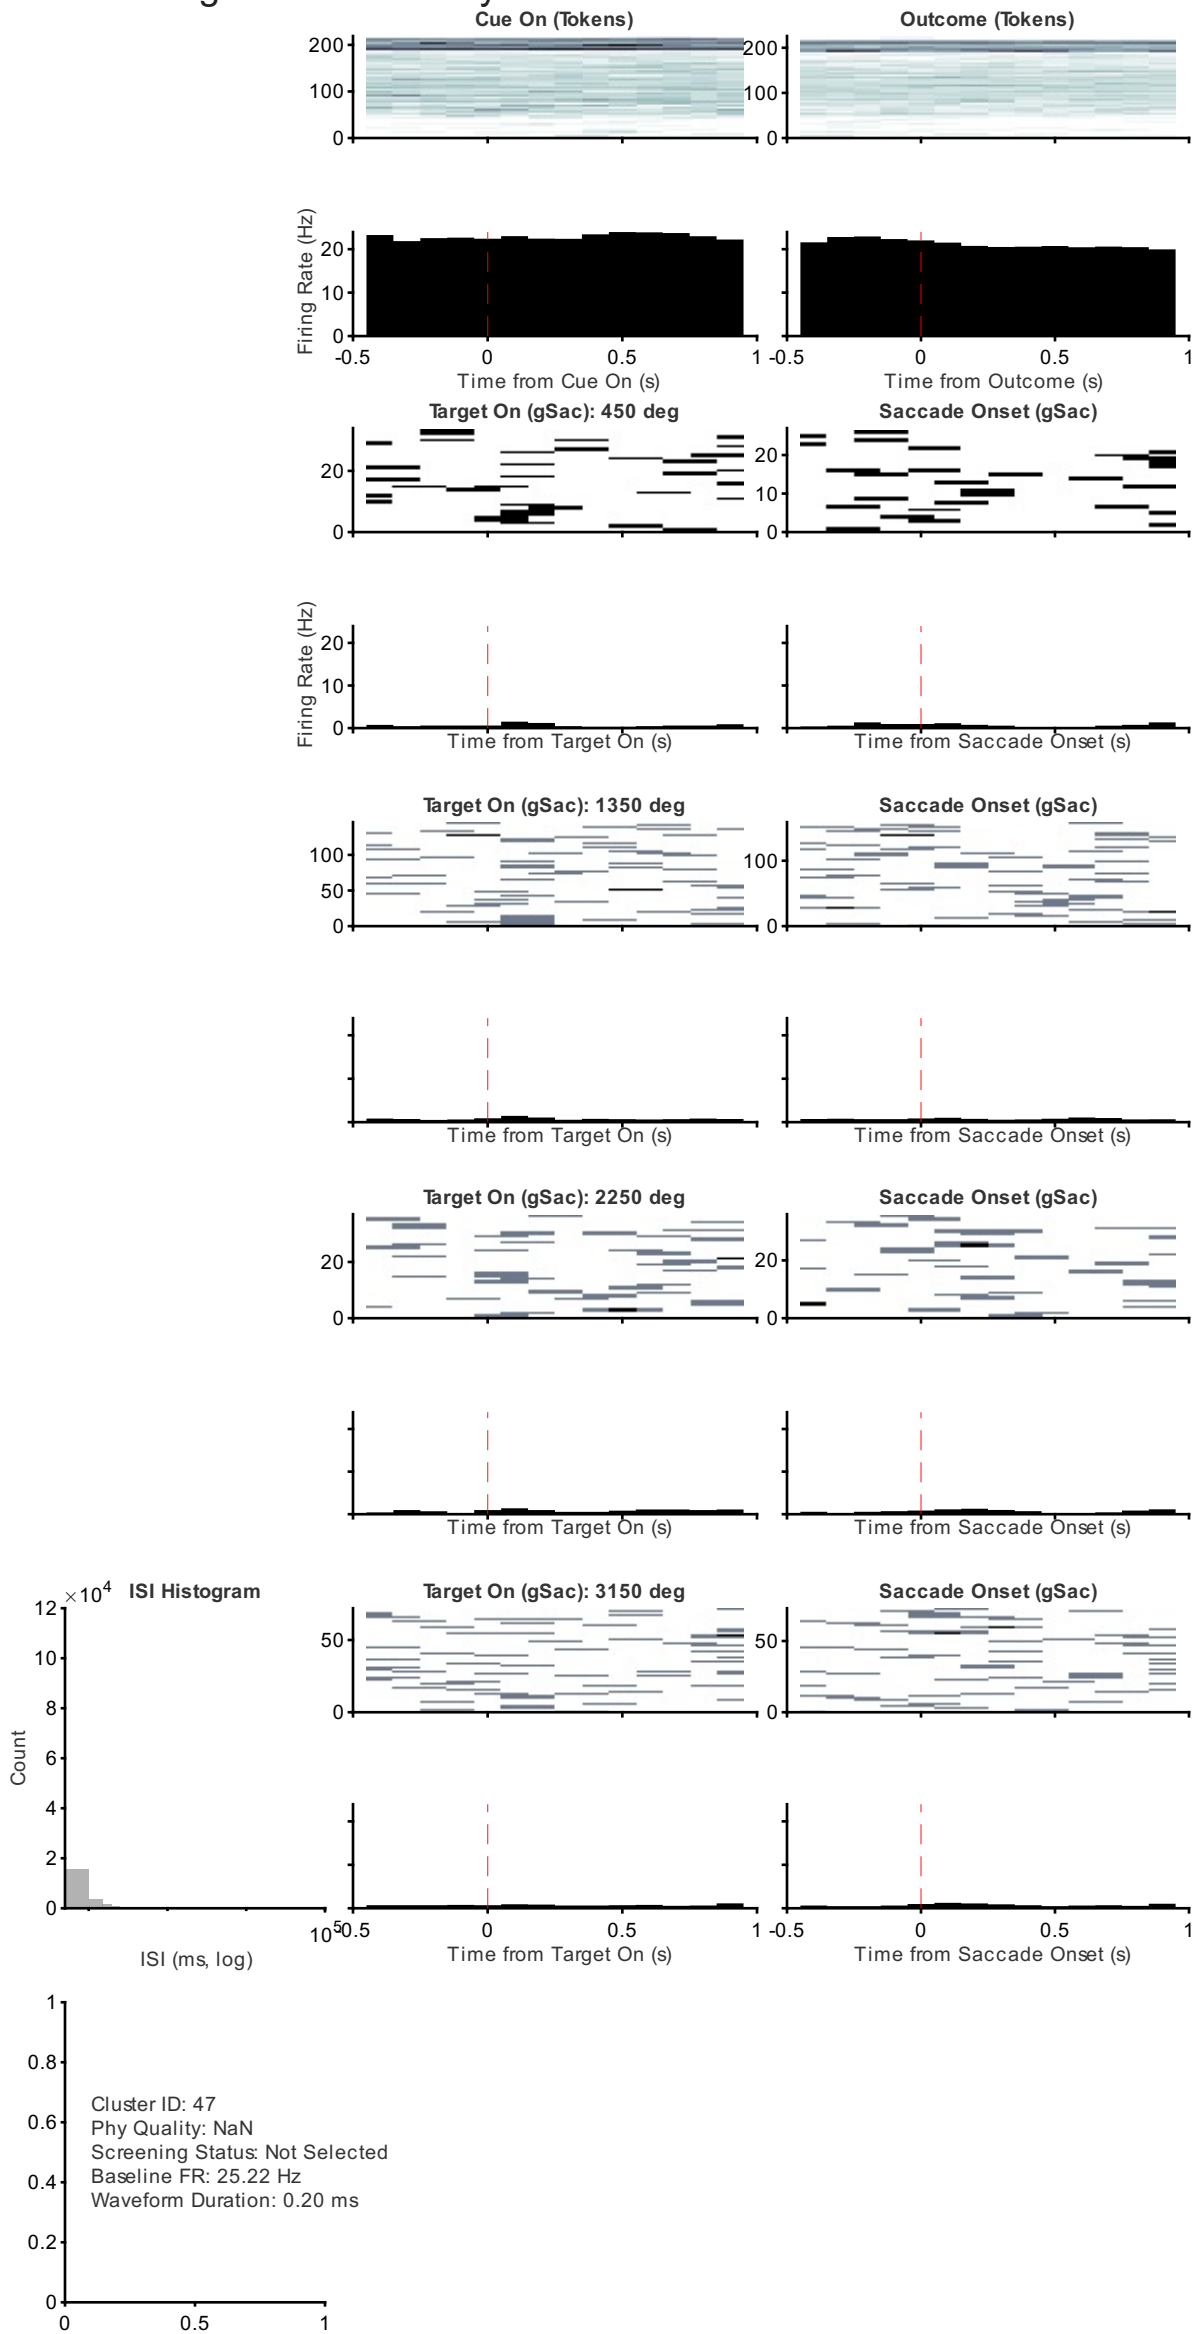 Cue On (Tokens) Outcome (Tokens)
200 200
100 100
0 0
Firing Rate (Hz)
20 20
10 10
0 0
-0.5 0 0.5 1 -0.5 0 0.5 1
Time from Cue On (s) Time from Outcome (s)
Target On (gSac): 450 deg Saccade Onset (gSac)
20 20
10
0 0
Firing Rate (Hz)
20
10
0
Time from Target On (s) Time from Saccade Onset (s)
Target On (gSac): 1350 deg Saccade Onset (gSac)
100 100
50
0 0
Time from Target On (s) Time from Saccade Onset (s)
Target On (gSac): 2250 deg Saccade Onset (gSac)
20 20
0 0
Time from Target On (s) Time from Saccade Onset (s)
×10⁴ ISI Histogram Target On (gSac): 3150 deg Saccade Onset (gSac)
12
10
8
6
4
2
0
Count
10⁵
ISI (ms, log)
50 50
0 0
-0.5 0 0.5 1 -0.5 0 0.5 1
Time from Target On (s) Time from Saccade Onset (s)
1
0.8
0.6
0.4
0.2
0
Cluster ID: 47
Phy Quality: NaN
Screening Status: Not Selected
Baseline FR: 25.22 Hz
Waveform Duration: 0.20 ms
0 0.5 1